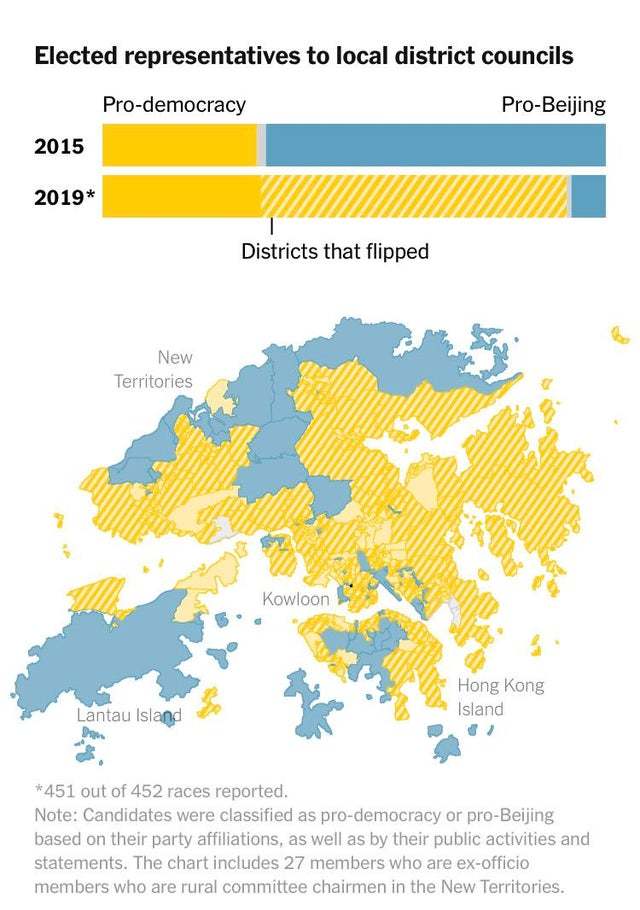 Elected representatives to local district councils
Pro-democracy
Pro-Beijing
2015
2019*
Districts that flipped
New
Territories
Kowloon
Hong Kong
Island
Lantau Island
*451 out of 452 races reported.
Note: Candidates were classified as pro-democracy or pro-Beijing
based on their party affiliations, as well as by their public activities and
statements. The chart includes 27 members who are ex-officio
members who are rural committee chairmen in the New Territories.